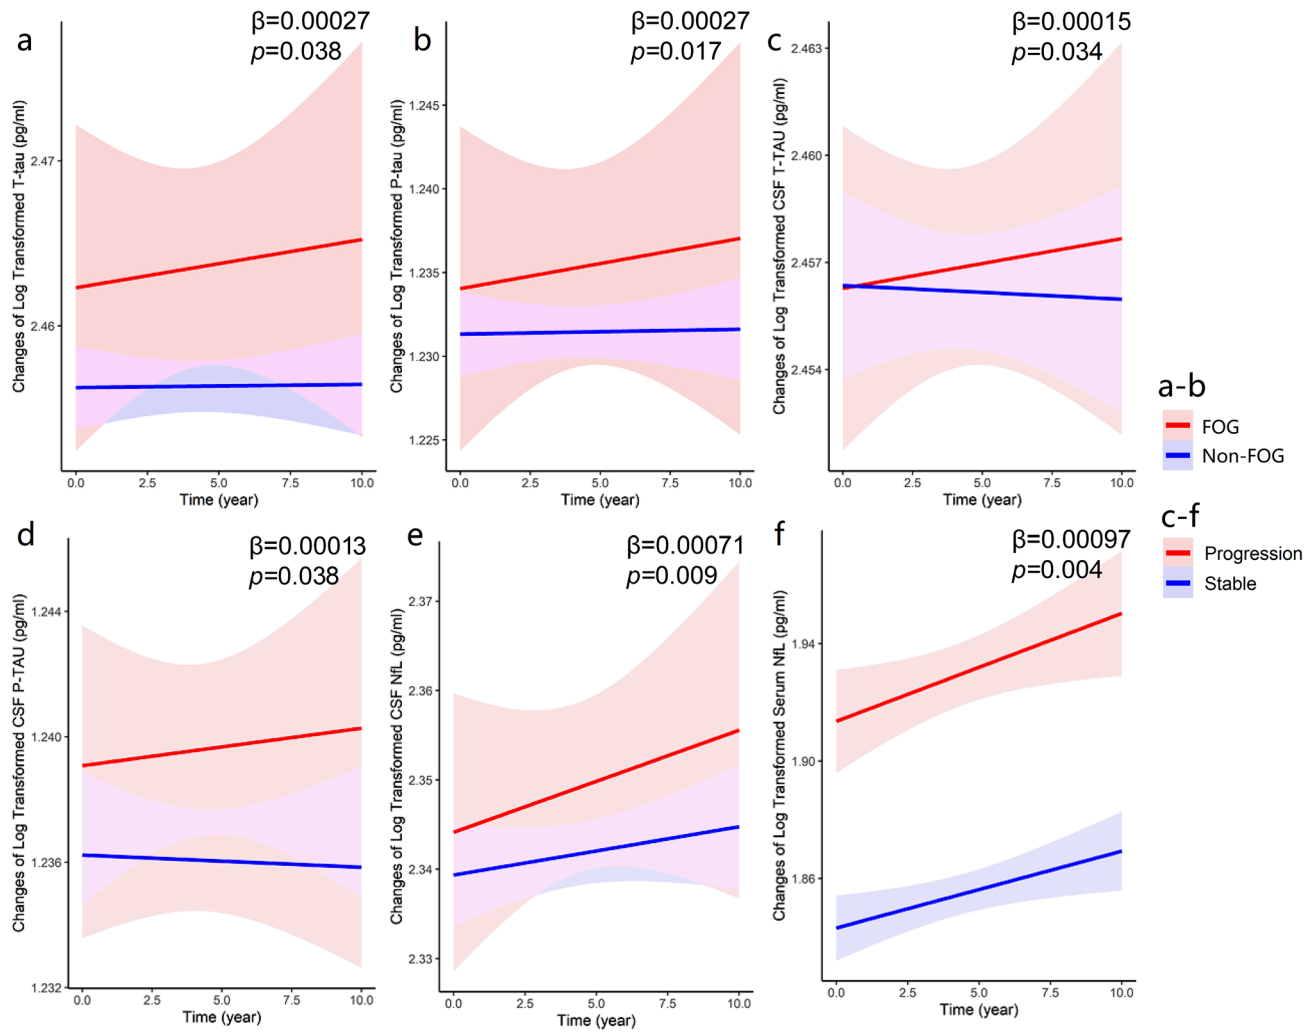 a
β=0.00027
p=0.038
Changes of Log Transformed T-tau (pg/ml)
2.47
2.46
0.0 2.5 5.0 7.5 10.0
Time (year)
b
β=0.00027
p=0.017
Changes of Log Transformed P-tau (pg/ml)
1.245
1.240
1.235
1.230
1.225
0.0 2.5 5.0 7.5 10.0
Time (year)
c
β=0.00015
p=0.034
Changes of Log Transformed CSF T-TAU (pg/ml)
2.463
2.460
2.457
2.454
0.0 2.5 5.0 7.5 10.0
Time (year)
a-b
FOG
Non-FOG
c-f
Progression
Stable
d
β=0.00013
p=0.038
Changes of Log Transformed CSF P-TAU (pg/ml)
1.244
1.240
1.236
1.232
0.0 2.5 5.0 7.5 10.0
Time (year)
e
β=0.00071
p=0.009
Changes of Log Transformed CSF NfL (pg/ml)
2.37
2.36
2.35
2.34
2.33
0.0 2.5 5.0 7.5 10.0
Time (year)
f
β=0.00097
p=0.004
Changes of Log Transformed Serum NfL (pg/ml)
1.94
1.90
1.86
0.0 2.5 5.0 7.5 10.0
Time (year)